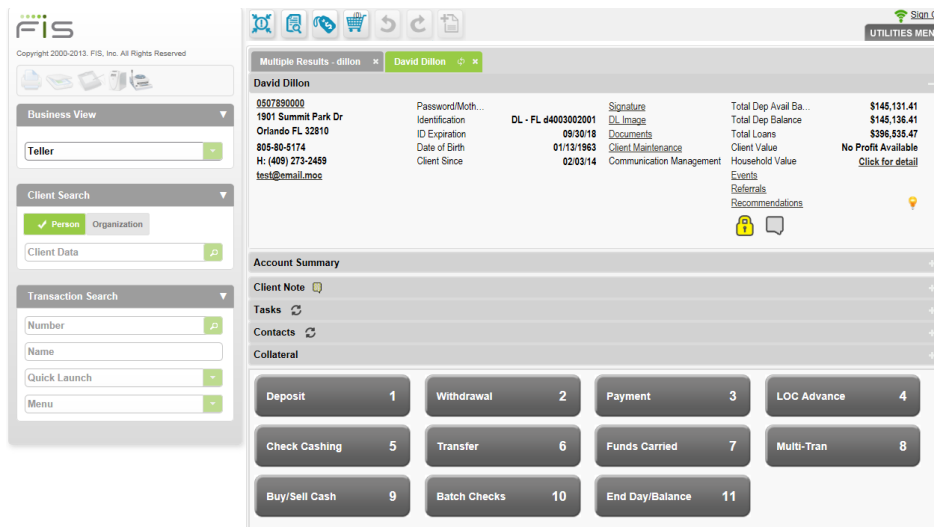 FIS
Copyright 2000-2013. FIS, Inc. All Rights Reserved
Business View
Teller
Client Search
Person Organization
Client Data
Transaction Search
Number
Name
Quick Launch
Menu
Sign
UTILITIES MEN
Multiple Results - dillon × David Dillon ×
David Dillon
0507890000
1901 Summit Park Dr
Orlando FL 32810
805-80-5174
H: (409) 273-2459
test@email.moc
Password/Moth...
Identification DL - FL d4003002001
ID Expiration 09/30/18
Date of Birth 01/13/1963
Client Since 02/03/14
Signature
DL Image
Documents
Client Maintenance
Communication Management
Total Dep Avail Ba... $145,131.41
Total Dep Balance $145,136.41
Total Loans $396,535.47
Client Value No Profit Available
Household Value Click for detail
Events
Referrals
Recommendations
Account Summary
Client Note
Tasks
Contacts
Collateral
Deposit 1
Withdrawal 2
Payment 3
LOC Advance 4
Check Cashing 5
Transfer 6
Funds Carried 7
Multi-Tran 8
Buy/Sell Cash 9
Batch Checks 10
End Day/Balance 11